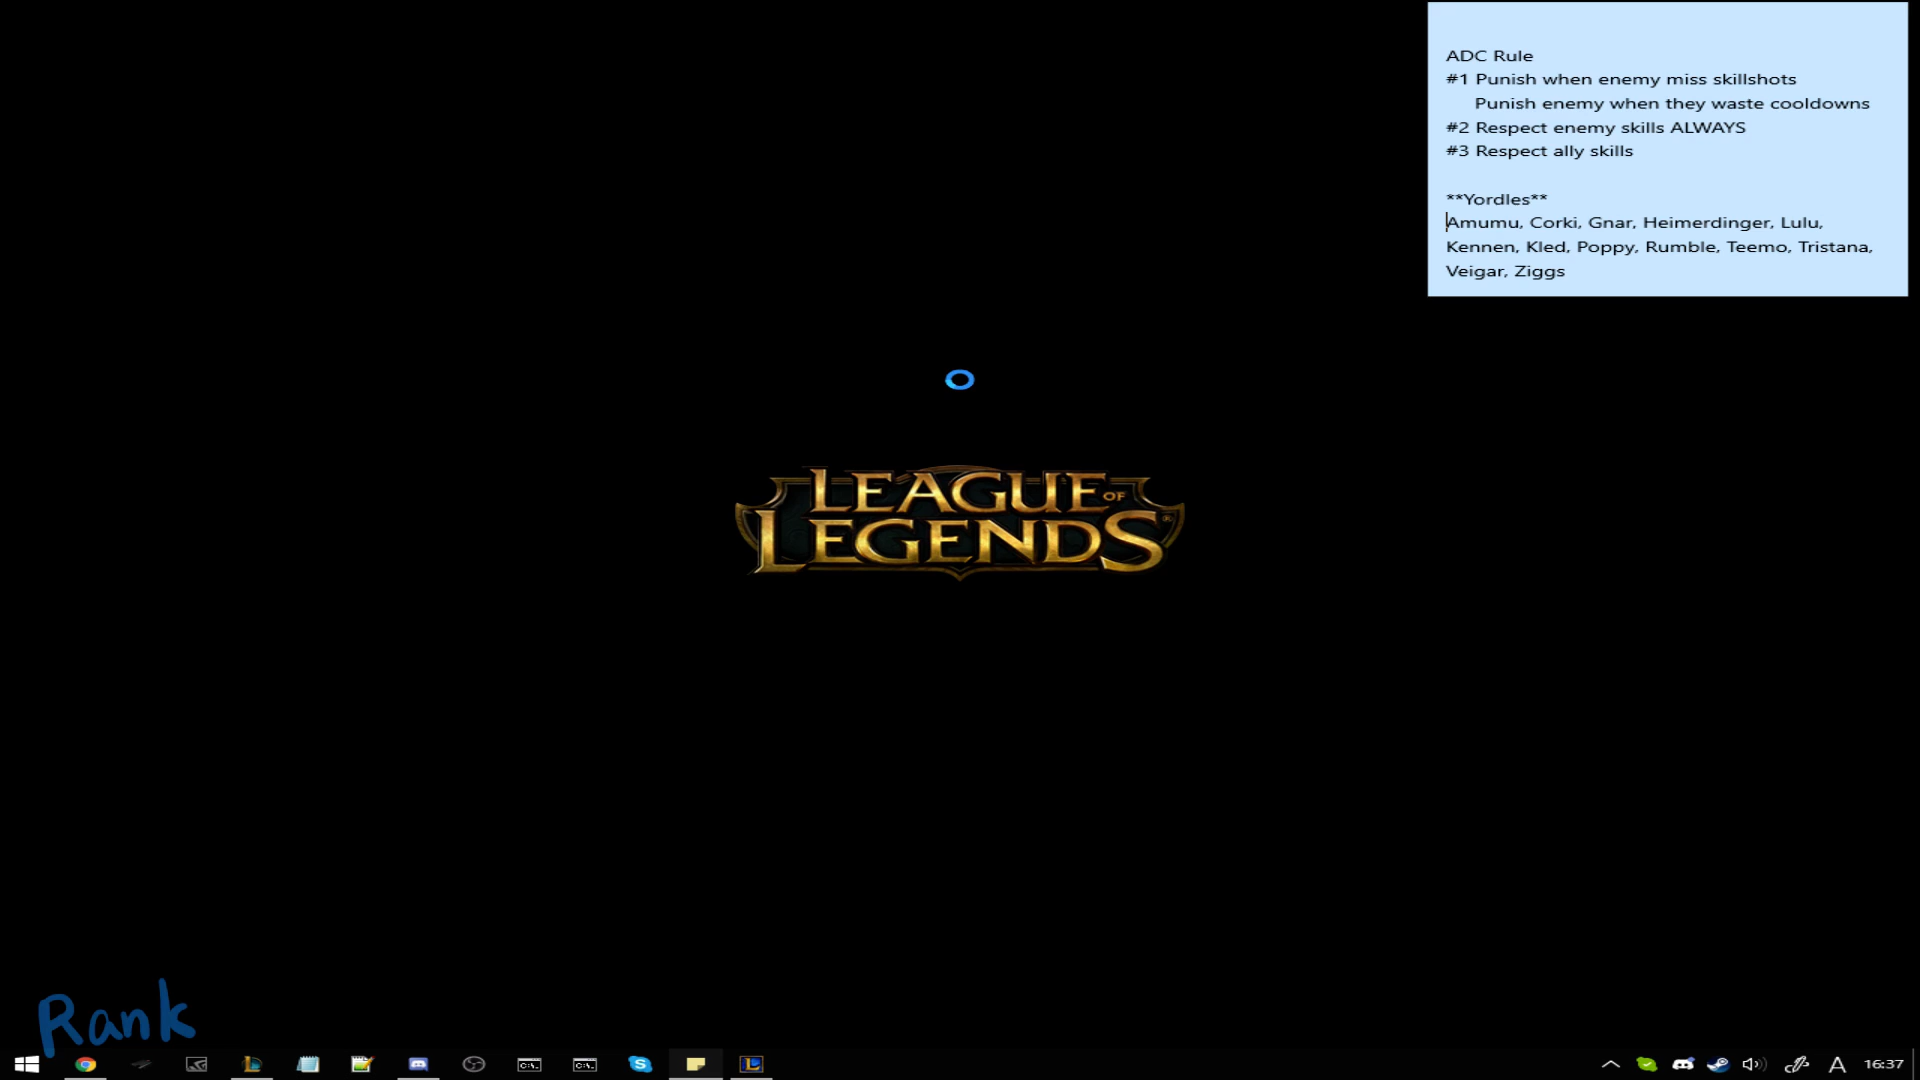 ADC Rule
#1 Punish when enemy miss skillshots
Punish enemy when they waste cooldowns
#2 Respect enemy skills ALWAYS
#3 Respect ally skills
**Yordles**
Amumu, Corki, Gnar, Heimerdinger, Lulu,
Kennen, Kled, Poppy, Rumble, Teemo, Tristana,
Veigar, Ziggs
LEAGUE OF
LEGENDS®
Rank
A 16:37